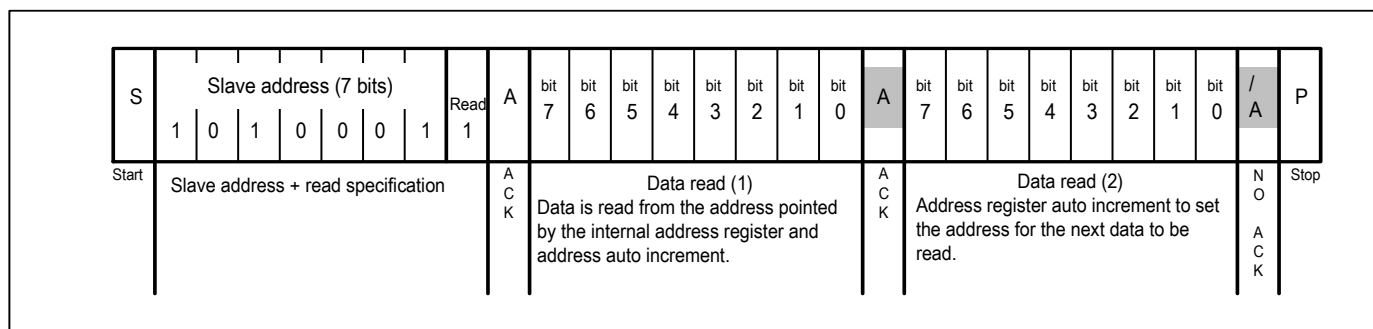 S
Slave address (7 bits)
1 0 1 0 0 0 1
Read
1
A
bit bit bit bit bit bit bit bit
7 6 5 4 3 2 1 0
A
bit bit bit bit bit bit bit bit
7 6 5 4 3 2 1 0
/
A
P
Start
Slave address + read specification
A
C
K
Data read (1)
Data is read from the address pointed
by the internal address register and
address auto increment.
A
C
K
Data read (2)
Address register auto increment to set
the address for the next data to be
read.
N
O
A
C
K
Stop